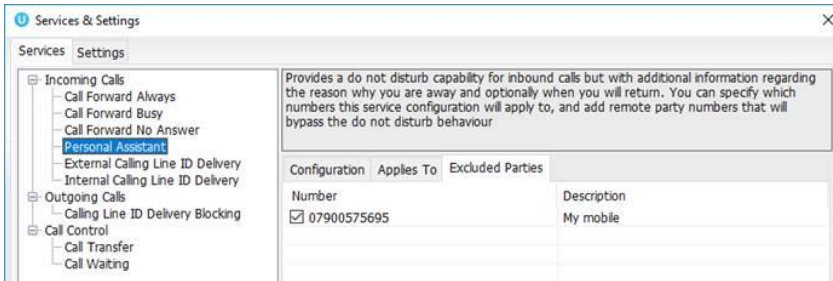 Services & Settings
Services Settings
Incoming Calls
Call Forward Always
Call Forward Busy
Call Forward No Answer
Personal Assistant
External Calling Line ID Delivery
Internal Calling Line ID Delivery
Outgoing Calls
Calling Line ID Delivery Blocking
Call Control
Call Transfer
Call Waiting
Provides a do not disturb capability for inbound calls but with additional information regarding
the reason why you are away and optionally when you will return. You can specify which
numbers this service configuration will apply to, and add remote party numbers that will
bypass the do not disturb behaviour
Configuration Applies To Excluded Parties
Number Description
07900575695 My mobile